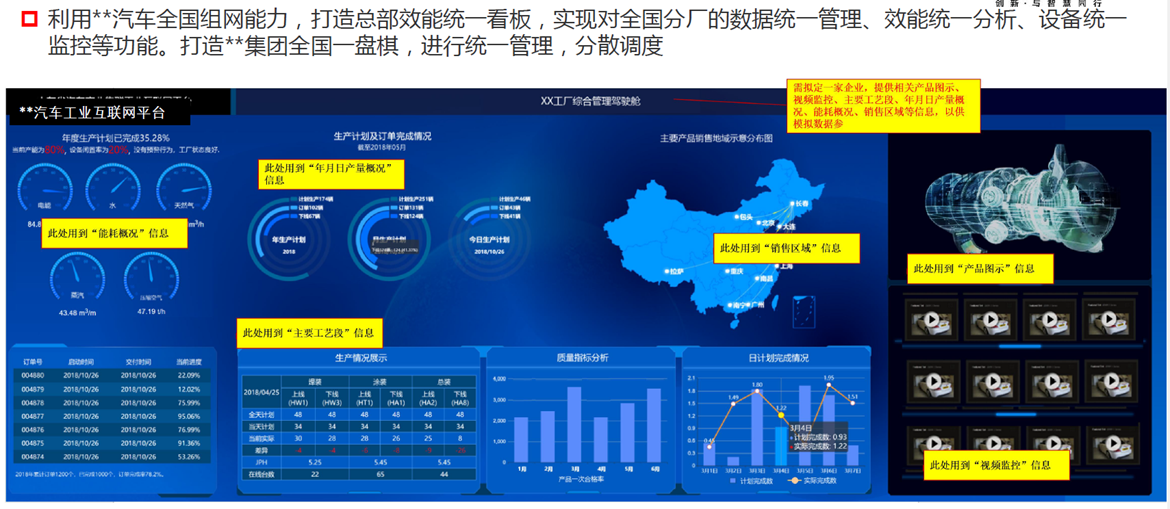 创新·与智慧同行
利用**汽车全国组网能力，打造总部效能统一看板，实现对全国分厂的数据统一管理、效能统一分析、设备统一
监控等功能。打造**集团全国一盘棋，进行统一管理，分散调度
**汽车工业互联网平台
XX工厂综合管理驾驶舱
需拟定一家企业，提供相关产品图示、
视频监控、主要工艺段、年月日产量概
况、能耗概况、销售区域等信息，以供
模拟数据参
年度生产计划已完成35.28%
当前产能为80%，设备闲置率为20%，没有预警行为，工厂状态良好.
电能
水
天然气
84.8
m³/h
此处用到“能耗概况”信息
蒸汽
压缩空气
43.48 m³/h
47.19 t/h
生产计划及订单完成情况
截至2018年05月
此处用到“年月日产量概况”
信息
计划生产174辆
订单102辆
下线67辆
年生产计划
2018
计划生产251辆
订单131辆
下线124辆
计划生产46辆
订单43辆
下线41辆
今日生产计划
2018/10/26
主要产品销售地域示意分布图
长春
包头
北京
大连
此处用到“销售区域”信息
拉萨
重庆
上海
南昌
南宁
广州
此处用到“产品图示”信息
此处用到“主要工艺段”信息
订单号 启动时间 交付时间 当前进度
004880 2018/10/26 2018/10/26 22.09%
004879 2018/10/26 2018/10/26 12.02%
004878 2018/10/26 2018/10/26 75.99%
004877 2018/10/26 2018/10/26 95.06%
004876 2018/10/26 2018/10/26 76.99%
004875 2018/10/26 2018/10/26 91.36%
004874 2018/10/26 2018/10/26 53.26%
2018年累计订单1200个，已完成1000个，订单完成率78.2%。
生产情况展示
2018/04/25 焊装 涂装 总装
上线(HW1) 下线(HW3) 上线(HT1) 下线(HA1) 上线(HA2) 下线(HA8)
全天计划 48 48 48 48 48 48
当天计划 34 34 34 34 34 34
当前实际 30 28 28 26 25 8
差异
JPH 5.25 5.45 5.45
在线台数 22 65 44
质量指标分析
4,000
3,000
2,000
1,000
0
1月 2月 3月 4月 5月 6月
产品一次合格率
日计划完成情况
2.1
1.8
1.5
1.2
0.9
0.6
0.3
0
1.49
1.80
1.22
1.95
1.51
3月4日
计划完成数: 0.93
实际完成数: 1.22
3月1日 3月2日 3月3日 3月4日 3月5日 3月6日 3月7日
计划完成数 实际完成数
此处用到“视频监控”信息